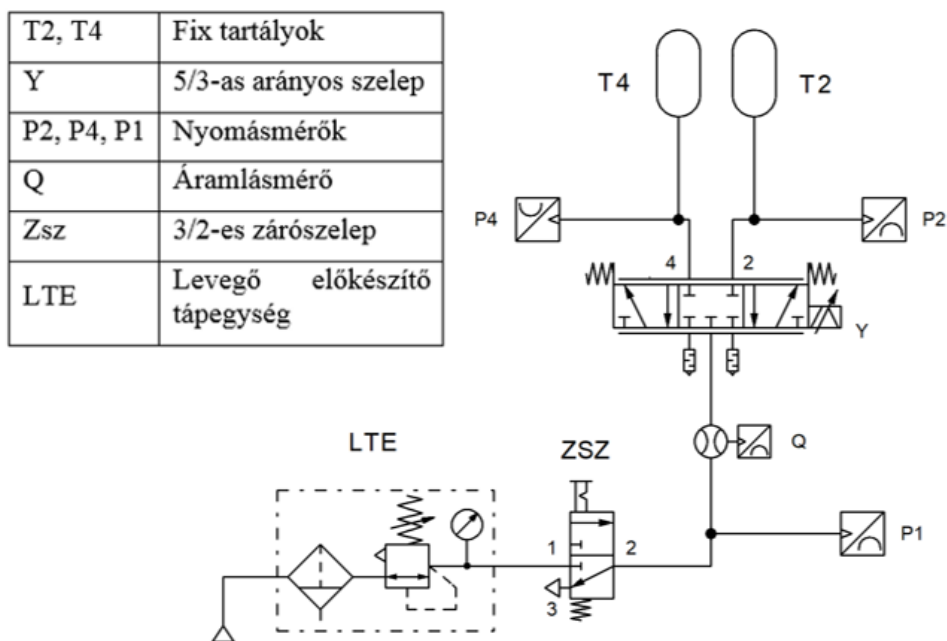 T2, T4 Fix tartályok
Y 5/3-as arányos szelep
P2, P4, P1 Nyomásmérők
Q Áramlásmérő
Zsz 3/2-es zárószelep
LTE Levegő előkészítő
tápegység
T4 T2
P4 P2
4 2
Y
Q
LTE ZSZ
P1
1 2
3